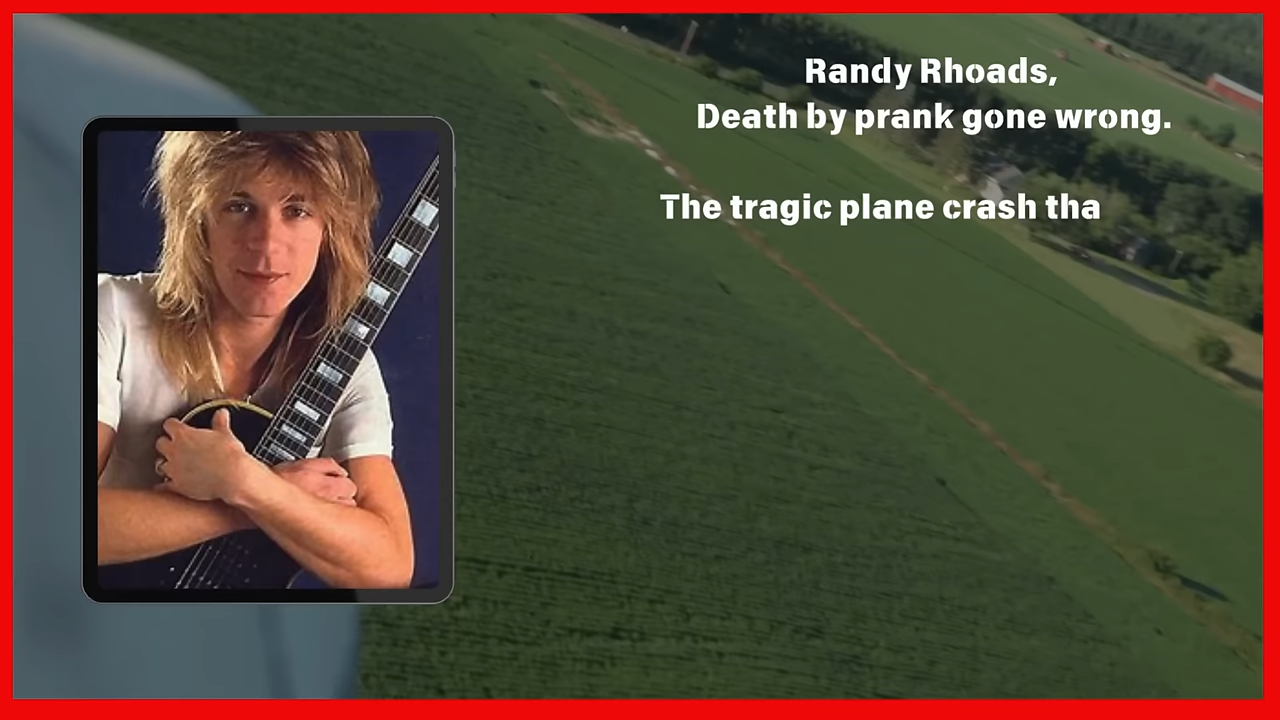 Randy Rhoads,
Death by prank gone wrong.
The tragic plane crash tha